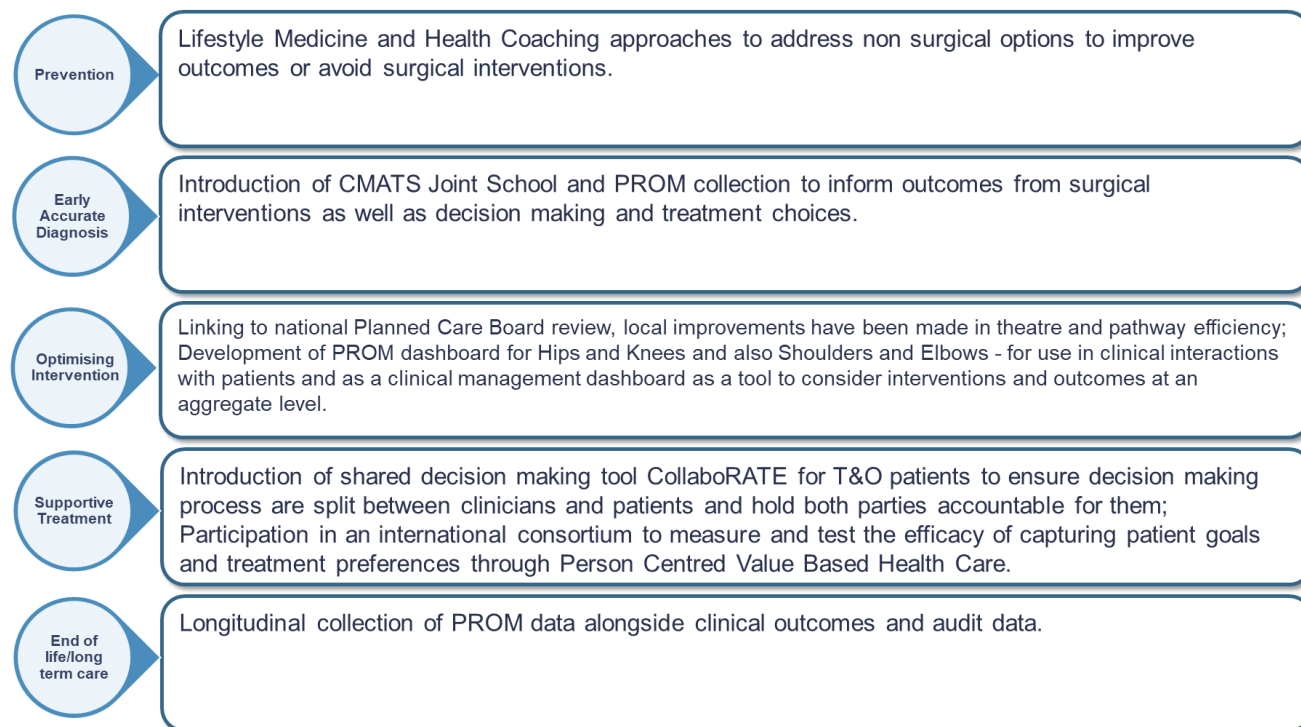 Prevention
Lifestyle Medicine and Health Coaching approaches to address non surgical options to improve
outcomes or avoid surgical interventions.
Early
Accurate
Diagnosis
Introduction of CMATS Joint School and PROM collection to inform outcomes from surgical
interventions as well as decision making and treatment choices.
Optimising
Intervention
Linking to national Planned Care Board review, local improvements have been made in theatre and pathway efficiency;
Development of PROM dashboard for Hips and Knees and also Shoulders and Elbows - for use in clinical interactions
with patients and as a clinical management dashboard as a tool to consider interventions and outcomes at an
aggregate level.
Supportive
Treatment
Introduction of shared decision making tool CollaboRATE for T&O patients to ensure decision making
process are split between clinicians and patients and hold both parties accountable for them;
Participation in an international consortium to measure and test the efficacy of capturing patient goals
and treatment preferences through Person Centred Value Based Health Care.
End of
life/long
term care
Longitudinal collection of PROM data alongside clinical outcomes and audit data.